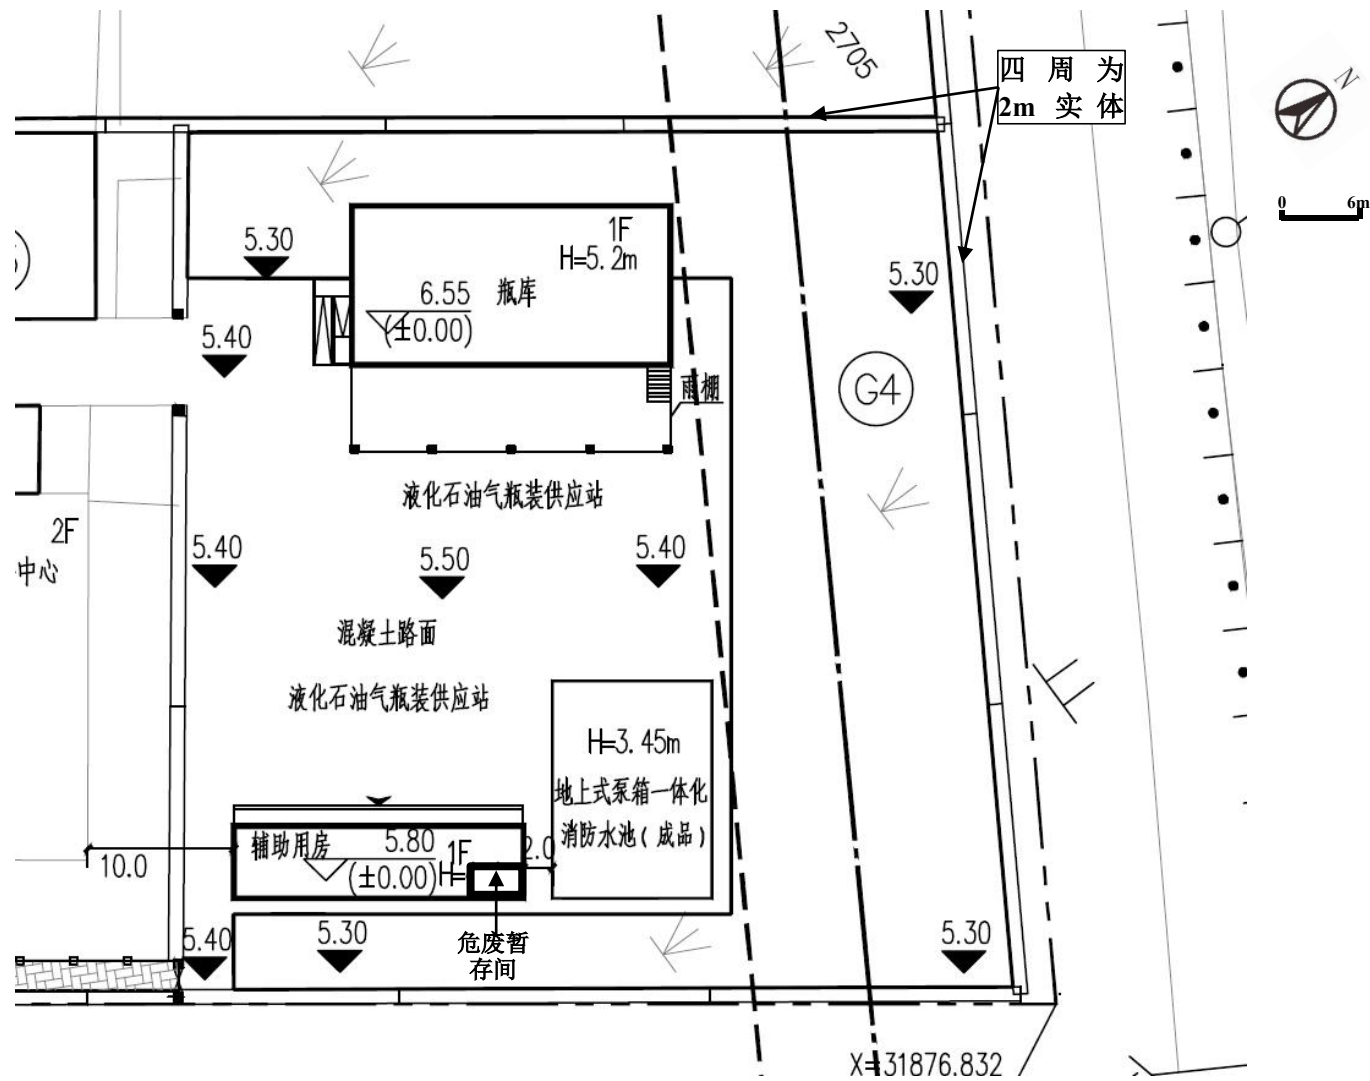 2705
四周为
2m 实体
N
0 6m
5.30
1F
H=5.2m
6.55
瓶库
(±0.00)
5.30
5.40
G4
雨棚
液化石油气瓶装供应站
2F
中心
5.40
5.50
5.40
混凝土路面
液化石油气瓶装供应站
H=3.45m
地上式泵箱一体化
消防水池(成品)
辅助用房
5.80
1F
2.0
10.0
(±0.00)
H=
5.40
5.30
危废暂
存间
5.30
X=31876.832